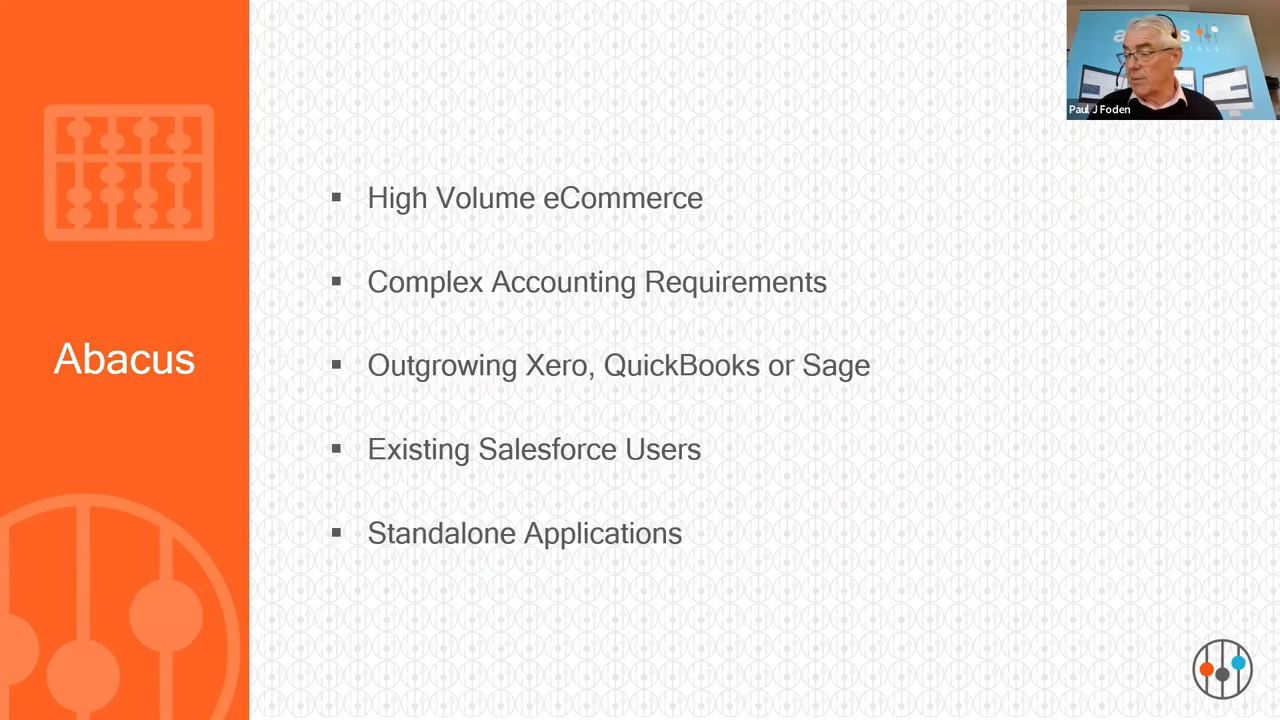 Paul J Foden
Abacus
High Volume eCommerce
Complex Accounting Requirements
Outgrowing Xero, QuickBooks or Sage
Existing Salesforce Users
Standalone Applications